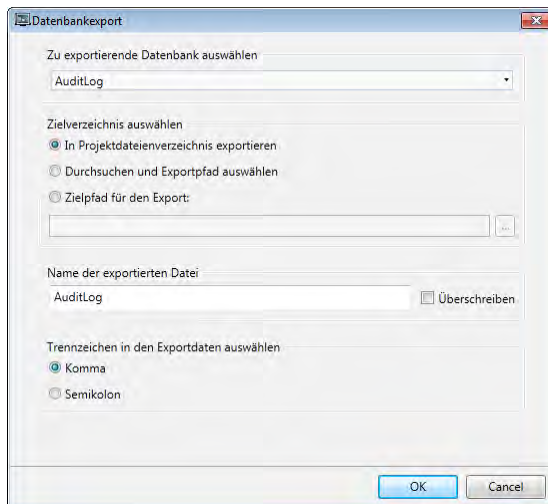 Datenbankexport
Zu exportierende Datenbank auswählen
AuditLog
Zielverzeichnis auswählen
In Projektdateienverzeichnis exportieren
Durchsuchen und Exportpfad auswählen
Zielpfad für den Export:
...
Name der exportierten Datei
AuditLog
Überschreiben
Trennzeichen in den Exportdaten auswählen
Komma
Semikolon
OK
Cancel